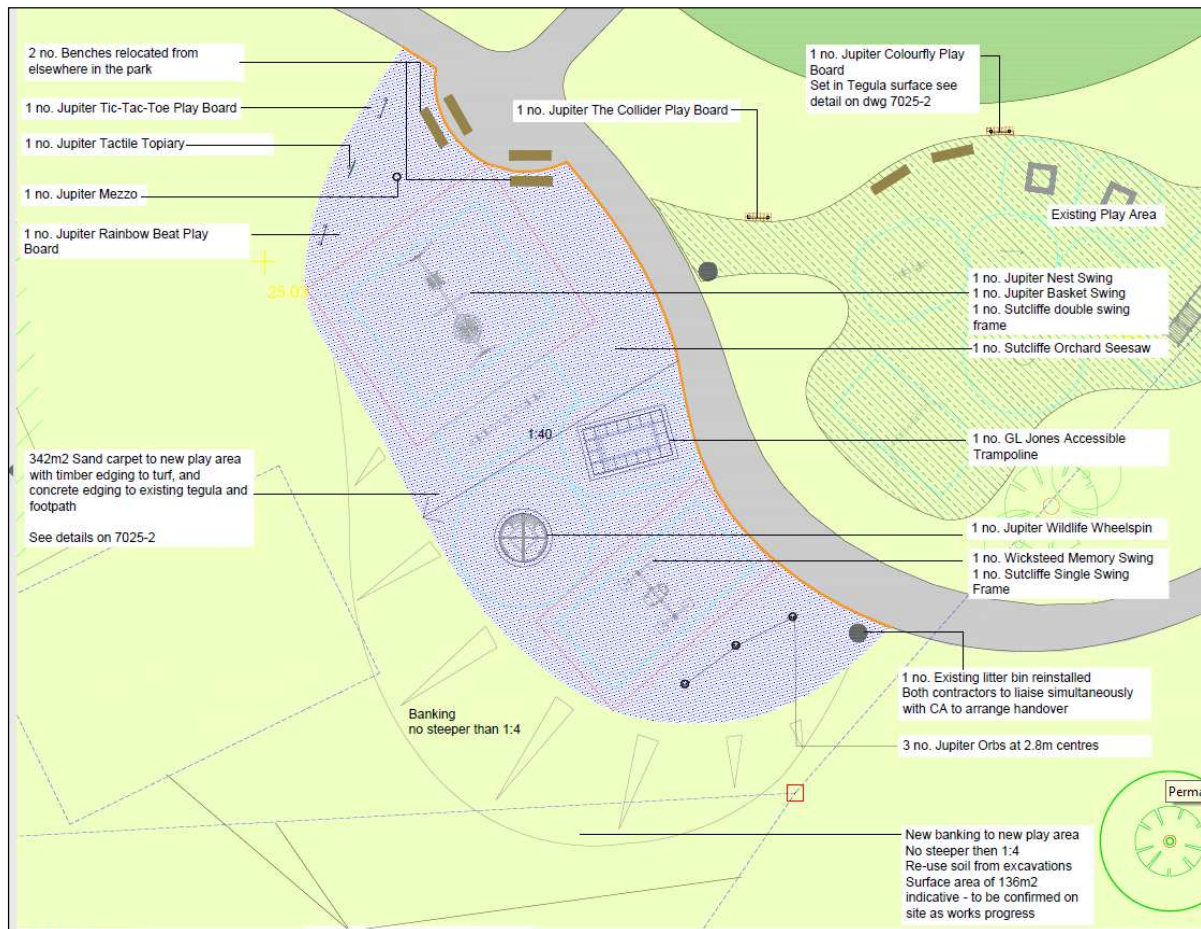 2 no. Benches relocated from
elsewhere in the park
1 no. Jupiter Tic-Tac-Toe Play Board
1 no. Jupiter Tactile Topiary
1 no. Jupiter Mezzo
1 no. Jupiter Rainbow Beat Play
Board
1 no. Jupiter The Collider Play Board
1 no. Jupiter Colourfly Play
Board
Set in Tegula surface see
detail on dwg 7025-2
Existing Play Area
1 no. Jupiter Nest Swing
1 no. Jupiter Basket Swing
1 no. Sutcliffe double swing
frame
1 no. Sutcliffe Orchard Seesaw
1:40
1 no. GL Jones Accessible
Trampoline
342m2 Sand carpet to new play area
with timber edging to turf, and
concrete edging to existing tegula and
footpath
See details on 7025-2
1 no. Jupiter Wildlife Wheelspin
1 no. Wicksteed Memory Swing
1 no. Sutcliffe Single Swing
Frame
1 no. Existing litter bin reinstalled
Both contractors to liaise simultaneously
with CA to arrange handover
Banking
no steeper than 1:4
3 no. Jupiter Orbs at 2.8m centres
Perma
New banking to new play area
No steeper then 1:4
Re-use soil from excavations
Surface area of 136m2
indicative - to be confirmed on
site as works progress